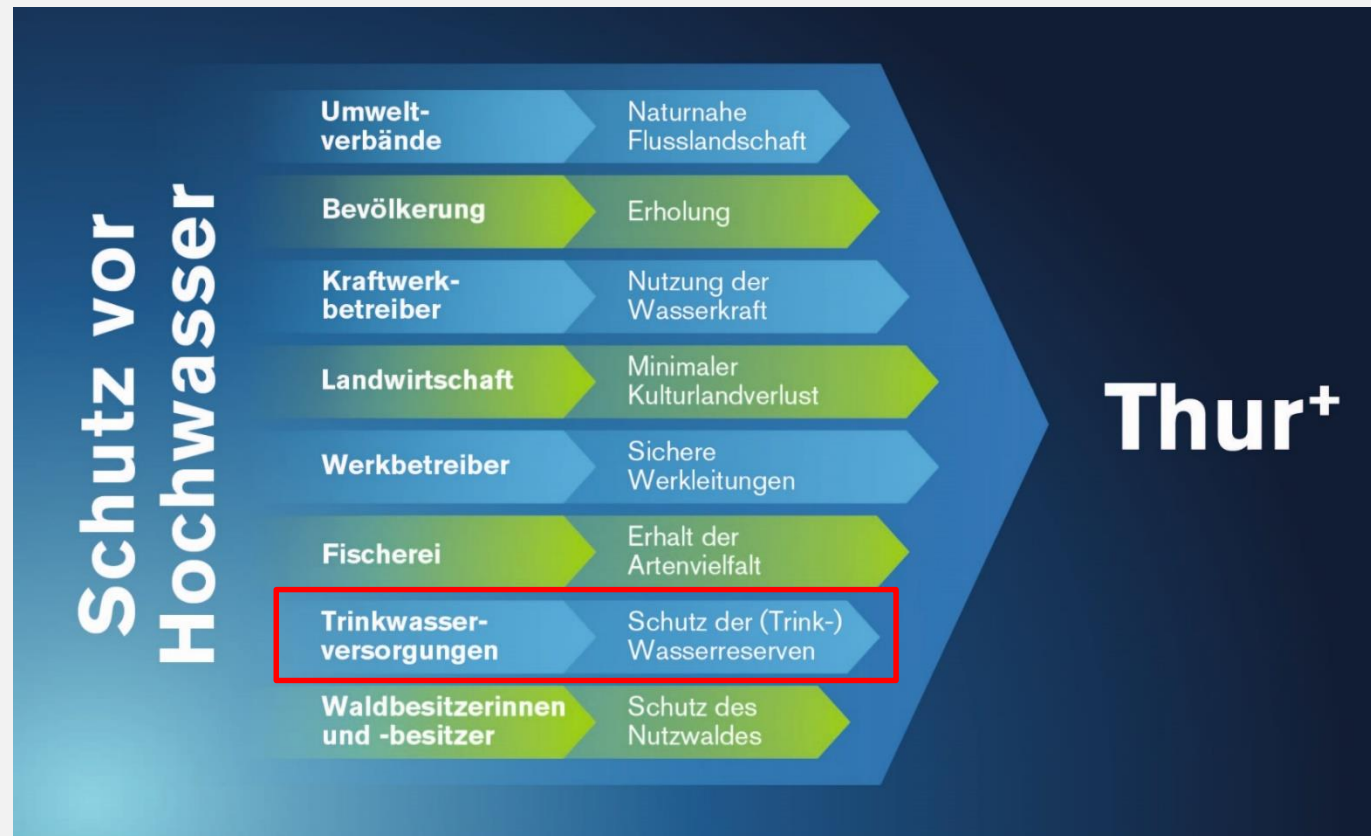 Schutz vor
Hochwasser
Umwelt-
verbände
Naturnahe
Flusslandschaft
Bevölkerung
Erholung
Kraftwerk-
betreiber
Nutzung der
Wasserkraft
Landwirtschaft
Minimaler
Kulturlandverlust
Werkbetreiber
Sichere
Werkleitungen
Fischerei
Erhalt der
Artenvielfalt
Trinkwasser-
versorgungen
Schutz der (Trink-)
Wasserreserven
Waldbesitzerinnen
und -besitzer
Schutz des
Nutzwaldes
Thur+